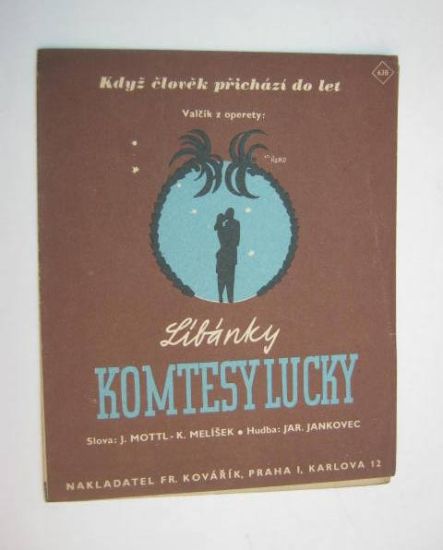 Když člověk přichází do let
63B
Valčík z operety:
Líbánky
KOMTESY LUCKY
Slova: J. MOTTL - K. MELÍŠEK • Hudba: JAR. JANKOVEC
NAKLADATEL FR. KOVÁŘÍK, PRAHA I, KARLOVA 12